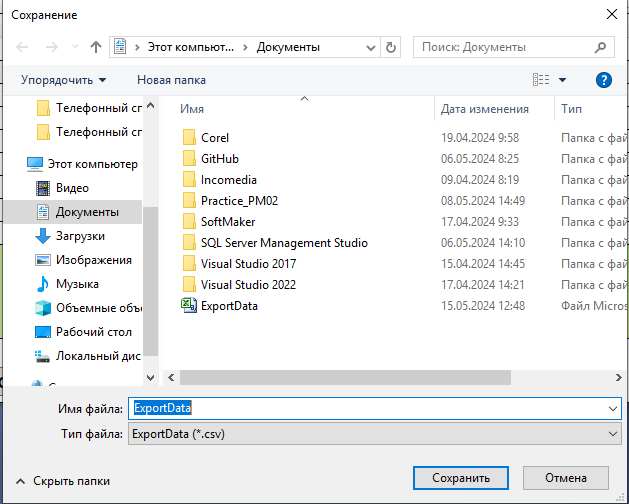 Сохранение
Этот компьют... Документы
Поиск: Документы
Упорядочить Новая папка
Телефонный сп
Телефонный сп
Этот компьютер
Видео
Документы
Загрузки
Изображения
Музыка
Объемные объ
Рабочий стол
Локальный дис
Имя Дата изменения Тип
Corel 19.04.2024 9:58 Папка с фай
GitHub 06.05.2024 8:25 Папка с фай
Incomedia 09.04.2024 8:19 Папка с фай
Practice_PM02 08.05.2024 14:49 Папка с фай
SoftMaker 17.04.2024 9:33 Папка с фай
SQL Server Management Studio 06.05.2024 14:10 Папка с фай
Visual Studio 2017 15.04.2024 14:45 Папка с фай
Visual Studio 2022 17.04.2024 14:21 Папка с фай
ExportData 15.05.2024 12:48 Файл Micros
Имя файла: ExportData
Тип файла: ExportData (*.csv)
Скрыть папки Сохранить Отмена